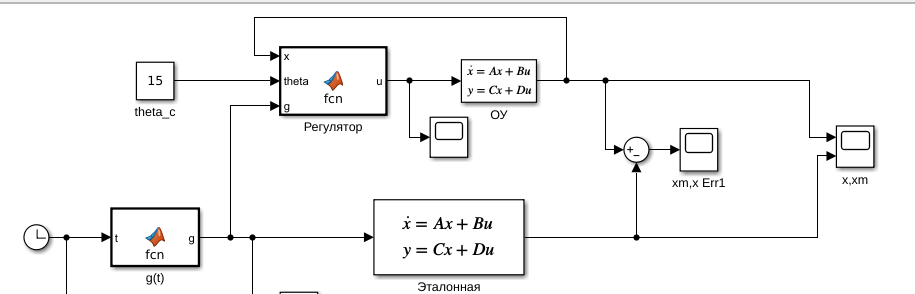 x
15
theta
u
g
fcn
ẋ = Ax + Bu
y = Cx + Du
theta_c
Регулятор
ОУ
+
−
xm,x Err1
x,xm
t
g
fcn
ẋ = Ax + Bu
y = Cx + Du
g(t)
Эталонная